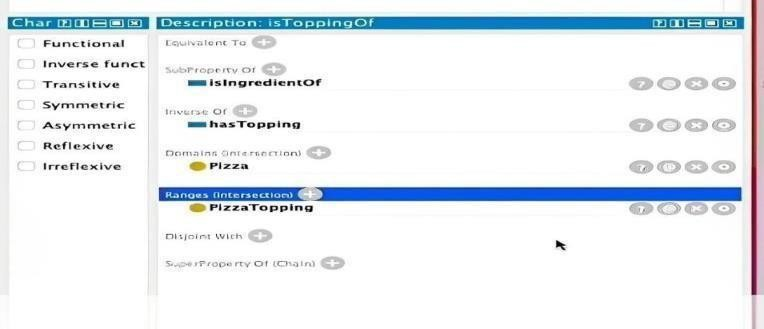 Char
Functional
Inverse funct
Transitive
Symmetric
Asymmetric
Reflexive
Irreflexive
Description: isToppingOf
Equivalent To
SubProperty Of
isIngredientOf
Inverse Of
hasTopping
Domains (intersection)
Pizza
Ranges (intersection)
PizzaTopping
Disjoint With
SuperProperty Of (Chain)